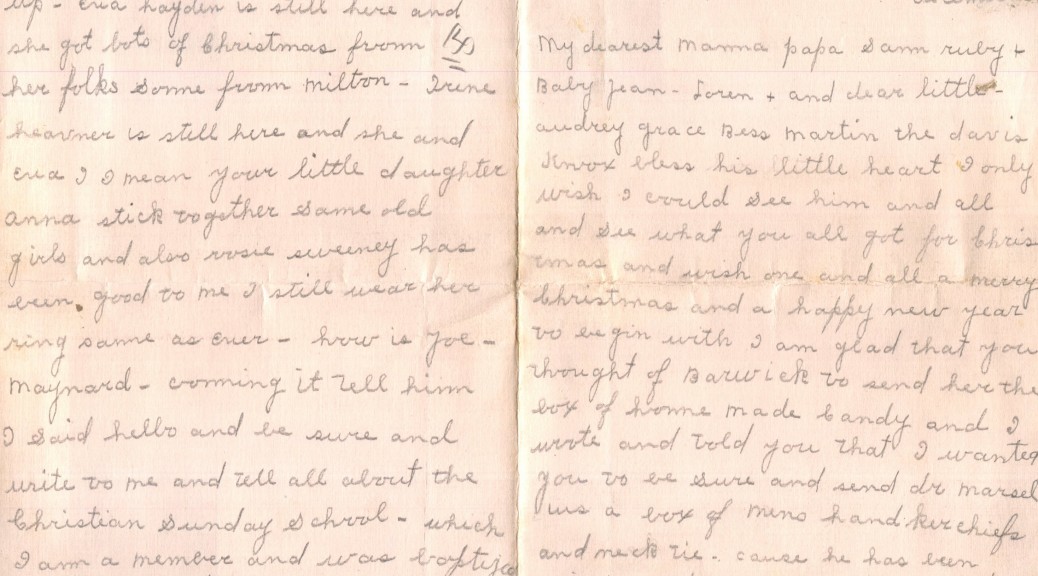 up - Eva hayden is still here and
she got lots of Christmas from 14
her folks some from milton - Irene
heavner is still here and she and
Eva I I mean your little daughter
anna stick together same old
girls and also rosie sweeney has
been good to me I still wear her
ring same as ever - how is Joe -
maynard - comming it tell him
I said hello and be sure and
write to me and tell all about the
Christian Sunday School - which
I am a member and was baptize
My dearest mamma papa Sam ruby +
Baby Jean - Loren + and dear little
audrey grace Bess martin the davis
Knox bless his little heart I only
wish I could see him and all
and see what you all got for Chris
tmas and wish one and all a merry
Christmas and a happy new year
to begin with I am glad that you
thought of Barwick to send her the
box of home made Candy and I
wrote and told you that I wanted
you to be sure and send dr marsel
us a box of mens hand kerchiefs
and neck tie. cause he has been